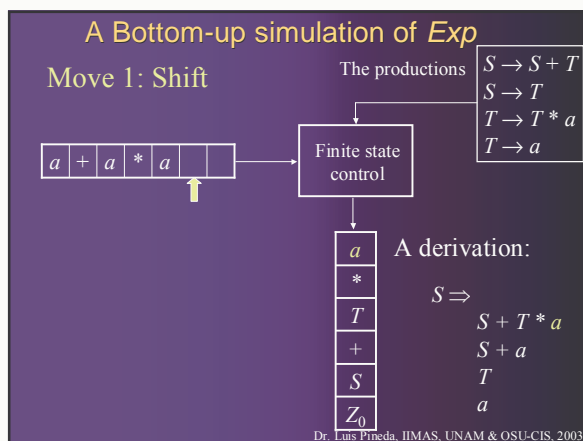 A Bottom-up simulation of Exp
Move 1: Shift
The productions
S → S + T
S → T
T → T * a
T → a
a + a * a
Finite state
control
a
*
T
+
S
Z₀
A derivation:
S ⇒
S + T * a
S + a
T
a
Dr. Luis Pineda, IIMAS, UNAM & OSU-CIS, 2003